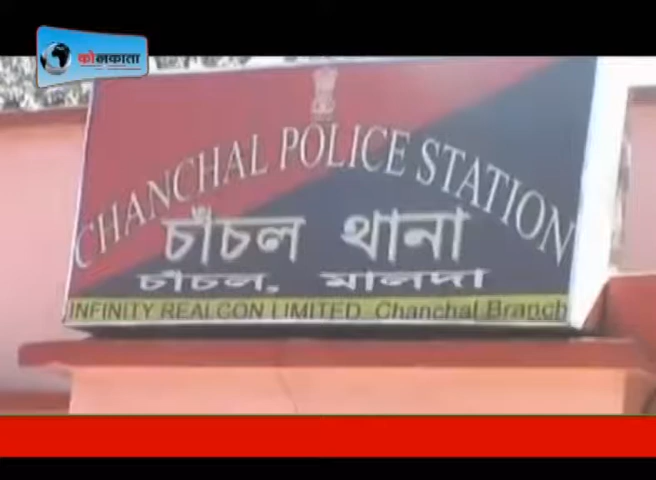 कोলকাতা
CHANCHAL POLICE STATION
চাঁচল থানা
চাঁচল, মালদা
INFINITY REALCON LIMITED Chanchal Branch